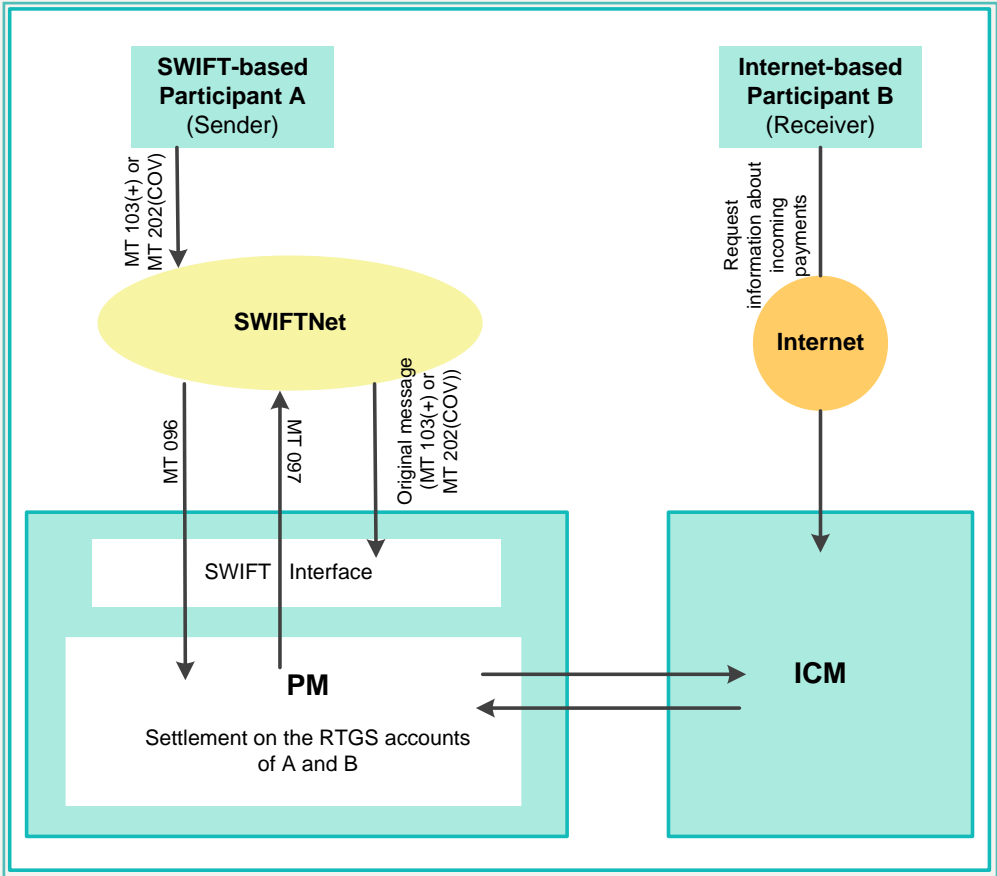 SWIFT-based
Participant A
(Sender)
Internet-based
Participant B
(Receiver)
MT 103(+) or
MT 202(COV)
Request
information about
incoming
payments
SWIFTNet
Internet
MT 096
MT 097
Original message
(MT 103(+) or
MT 202(COV))
SWIFT Interface
PM
Settlement on the RTGS accounts
of A and B
ICM